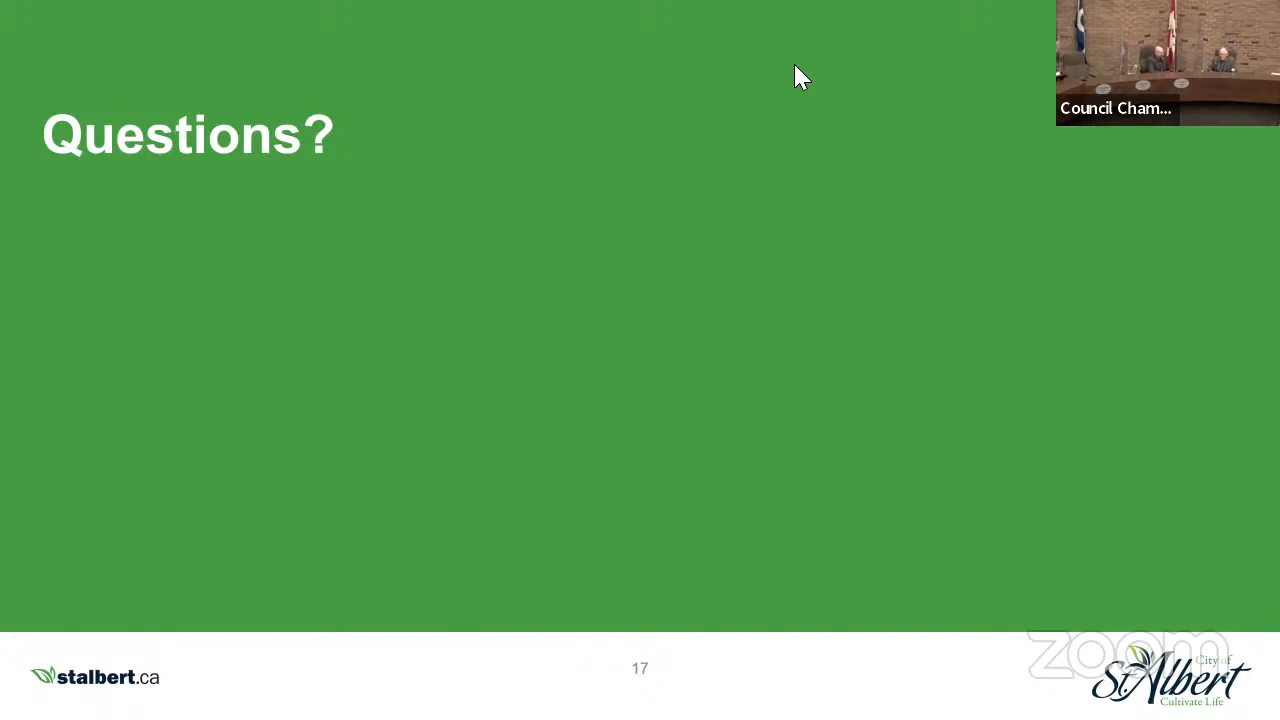 Council Cham...
Questions?
stalbert.ca
17
zoom
City of
St. Albert
Cultivate Life